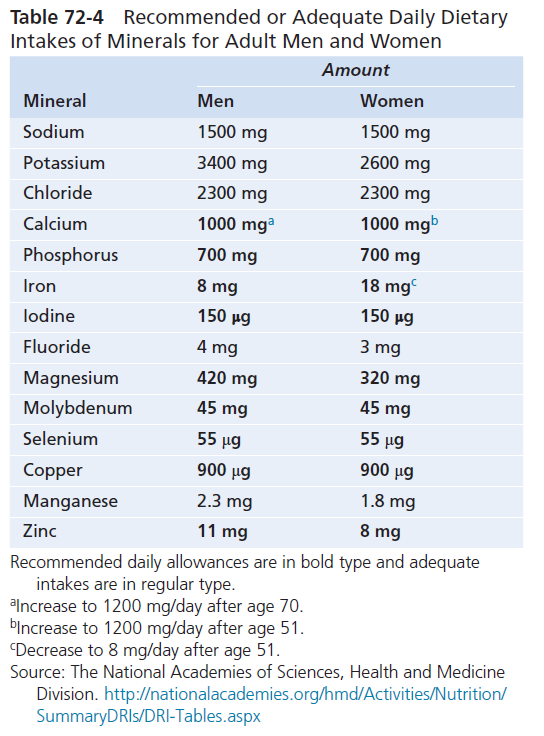 Table 72-4 Recommended or Adequate Daily Dietary
Intakes of Minerals for Adult Men and Women
Amount
Mineral Men Women
Sodium 1500 mg 1500 mg
Potassium 3400 mg 2600 mg
Chloride 2300 mg 2300 mg
Calcium 1000 mgᵃ 1000 mgᵇ
Phosphorus 700 mg 700 mg
Iron 8 mg 18 mgᶜ
Iodine 150 μg 150 μg
Fluoride 4 mg 3 mg
Magnesium 420 mg 320 mg
Molybdenum 45 mg 45 mg
Selenium 55 μg 55 μg
Copper 900 μg 900 μg
Manganese 2.3 mg 1.8 mg
Zinc 11 mg 8 mg
Recommended daily allowances are in bold type and adequate
intakes are in regular type.
ᵃIncrease to 1200 mg/day after age 70.
ᵇIncrease to 1200 mg/day after age 51.
ᶜDecrease to 8 mg/day after age 51.
Source: The National Academies of Sciences, Health and Medicine
Division. http://nationalacademies.org/hmd/Activities/Nutrition/
SummaryDRIs/DRI-Tables.aspx